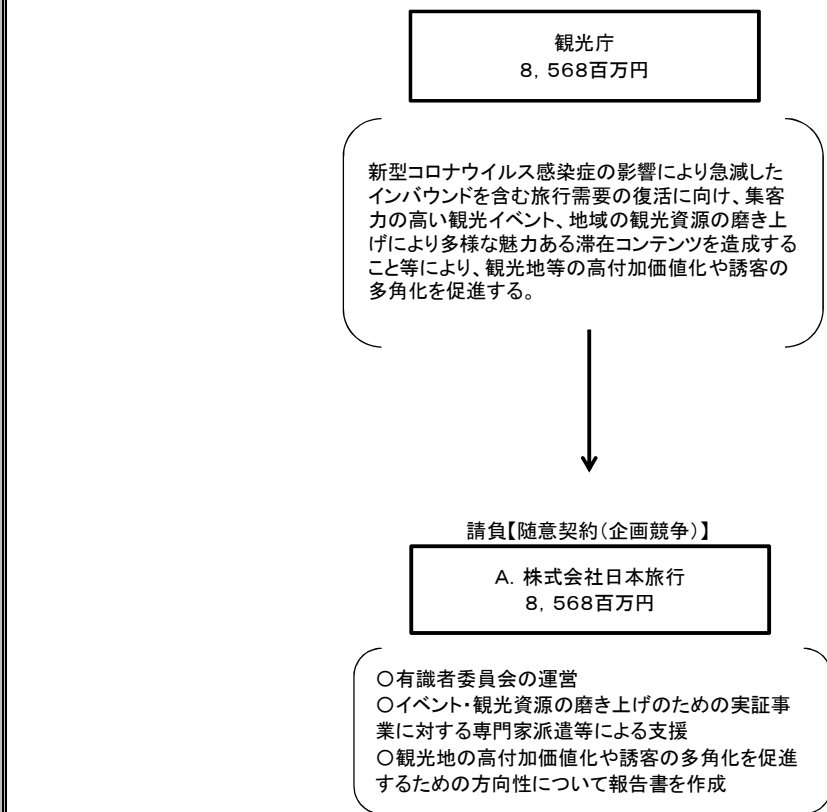 観光庁
８，５６８百万円
新型コロナウイルス感染症の影響により急減した
インバウンドを含む旅行需要の復活に向け、集客
力の高い観光イベント、地域の観光資源の磨き上
げにより多様な魅力ある滞在コンテンツを造成する
こと等により、観光地等の高付加価値化や誘客の
多角化を促進する。
請負【随意契約（企画競争）】
A．株式会社日本旅行
８，５６８百万円
○有識者委員会の運営
○イベント・観光資源の磨き上げのための実証事
業に対する専門家派遣等による支援
○観光地の高付加価値化や誘客の多角化を促進
するための方向性について報告書を作成